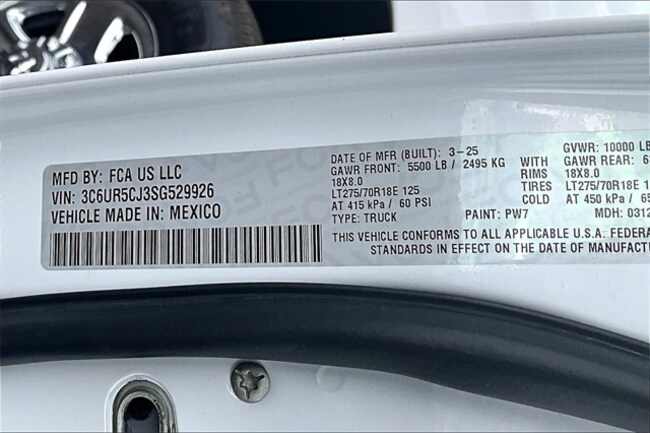 MFD BY: FCA US LLC
VIN: 3C6UR5CJ3SG529926
VEHICLE MADE IN: MEXICO
DATE OF MFR (BUILT): 3-25 GVWR: 10000 LB
GAWR FRONT: 5500 LB / 2495 KG WITH GAWR REAR:
18X8.0 RIMS 18X8.0
LT275/70R18E 125 TIRES LT275/70R18E
AT 415 kPa / 60 PSI COLD AT 450 kPa /
TYPE: TRUCK PAINT: PW7 MDH:
THIS VEHICLE CONFORMS TO ALL APPLICABLE U.S.A.
STANDARDS IN EFFECT ON THE DATE OF